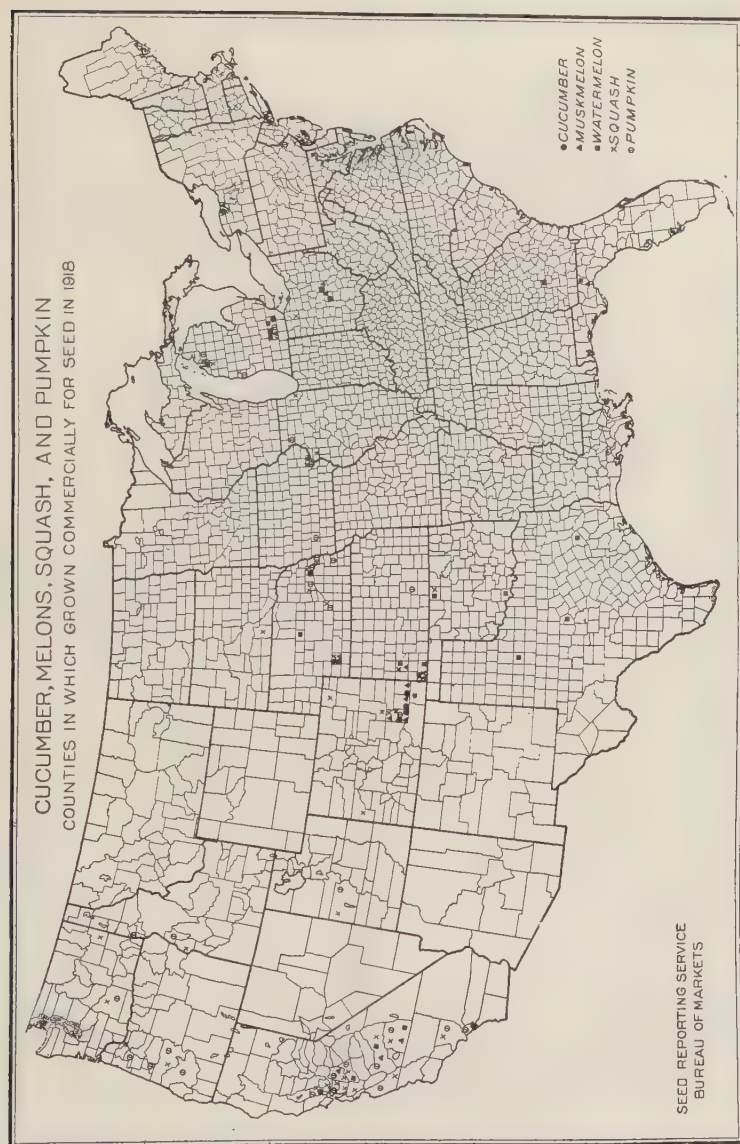 CUCUMBER, MELONS, SQUASH, AND PUMPKIN
COUNTIES IN WHICH GROWN COMMERCIALLY FOR SEED IN 1918
● CUCUMBER
▲ MUSKMELON
■ WATERMELON
x SQUASH
⊖ PUMPKIN
SEED REPORTING SERVICE
BUREAU OF MARKETS